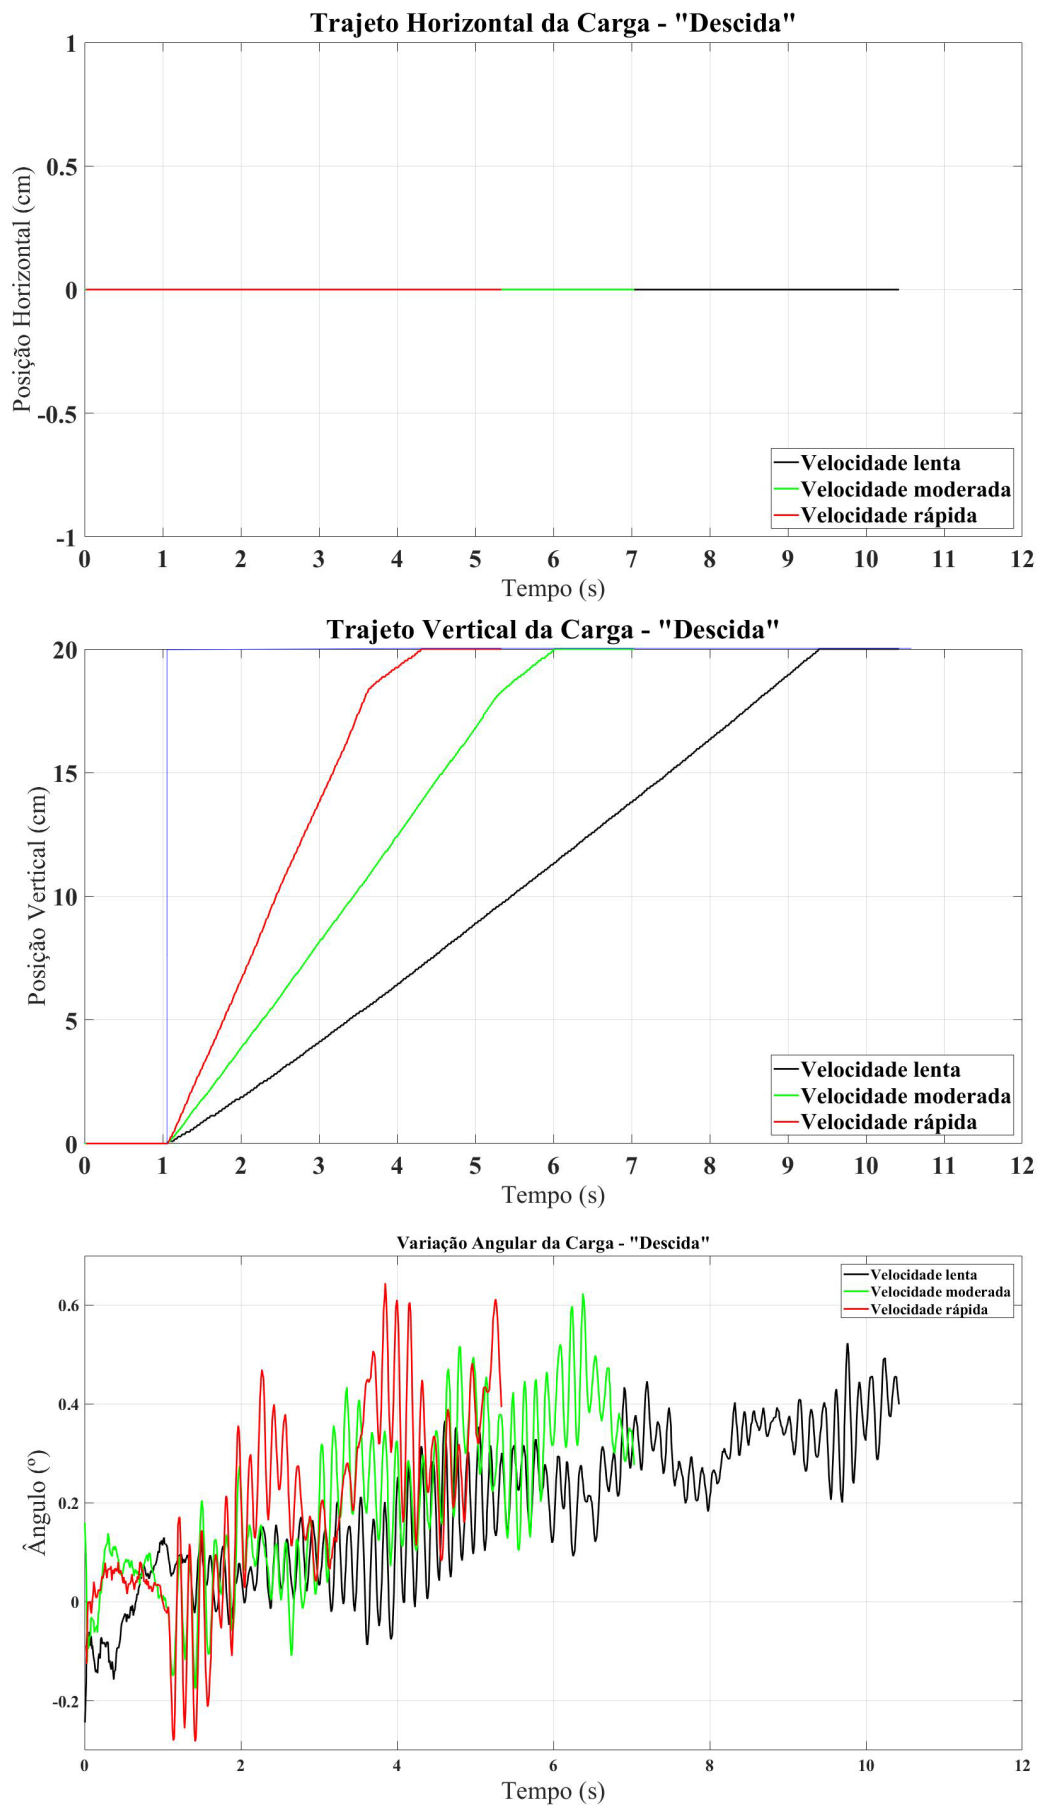 Trajeto Horizontal da Carga - "Descida"
1
0.5
0
-0.5
-1
Posição Horizontal (cm)
Velocidade lenta
Velocidade moderada
Velocidade rápida
0 1 2 3 4 5 6 7 8 9 10 11 12
Tempo (s)
Trajeto Vertical da Carga - "Descida"
20
15
10
5
0
Posição Vertical (cm)
Velocidade lenta
Velocidade moderada
Velocidade rápida
0 1 2 3 4 5 6 7 8 9 10 11 12
Tempo (s)
Variação Angular da Carga - "Descida"
Velocidade lenta
Velocidade moderada
Velocidade rápida
0.6
0.4
0.2
0
-0.2
Ângulo (º)
0 2 4 6 8 10 12
Tempo (s)